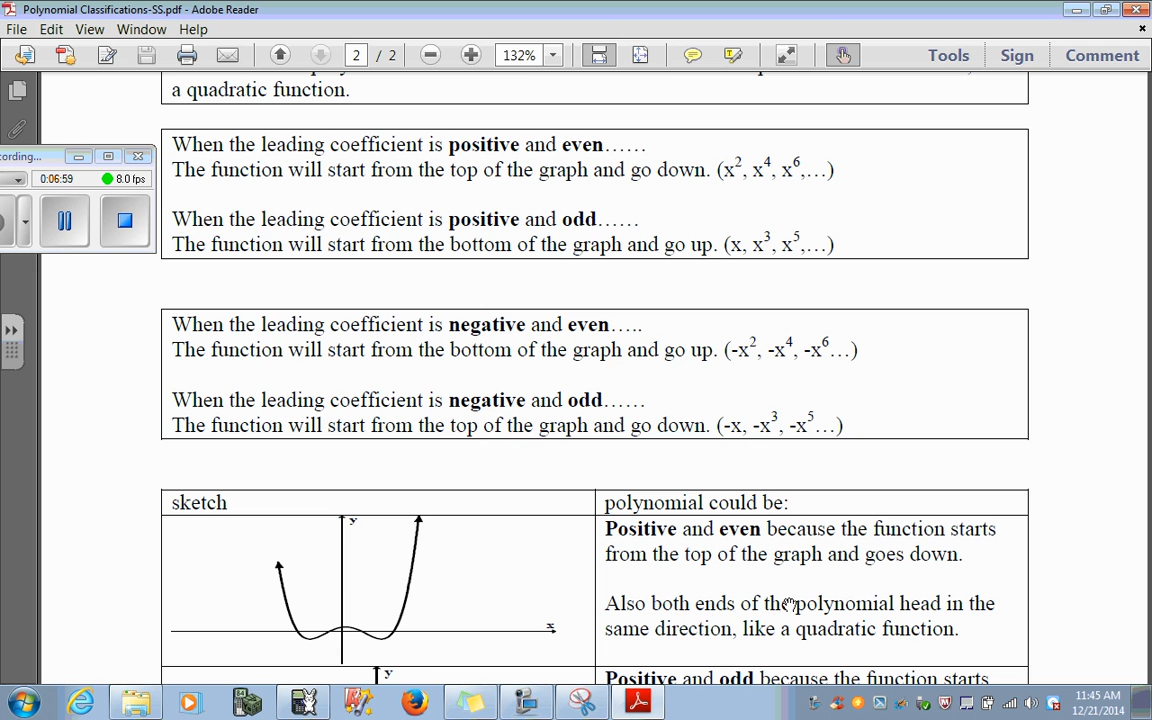 Polynomial Classifications-SS.pdf - Adobe Reader
File Edit View Window Help
2 / 2 132% Tools Sign Comment
a quadratic function.
When the leading coefficient is positive and even……
The function will start from the top of the graph and go down. (x², x⁴, x⁶,…)
When the leading coefficient is positive and odd……
The function will start from the bottom of the graph and go up. (x, x³, x⁵,…)
cording...
0:06:59 8.0 fps
When the leading coefficient is negative and even…..
The function will start from the bottom of the graph and go up. (-x², -x⁴, -x⁶…)
When the leading coefficient is negative and odd……
The function will start from the top of the graph and go down. (-x, -x³, -x⁵…)
sketch
polynomial could be:
y
x
Positive and even because the function starts
from the top of the graph and goes down.
Also both ends of the polynomial head in the
same direction, like a quadratic function.
y
Positive and odd because the function starts
11:45 AM
12/21/2014